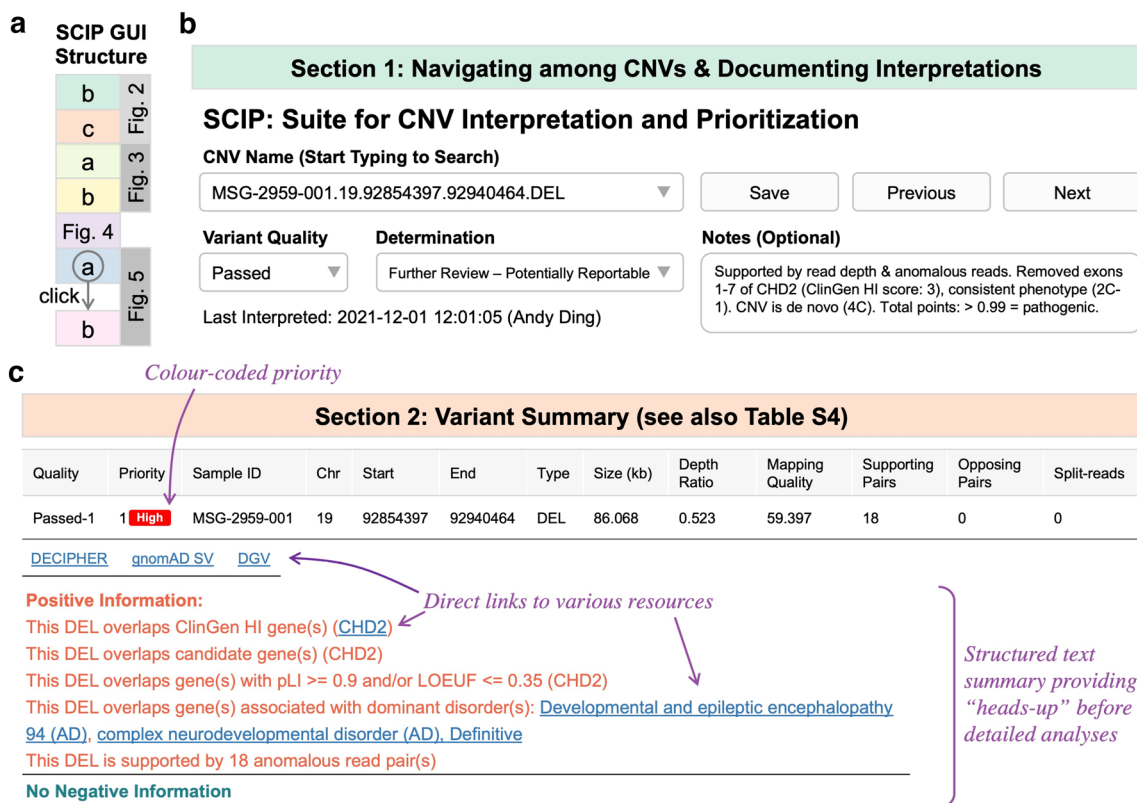 a
SCIP GUI
Structure
b
c
Fig. 2
a
b
Fig. 3
Fig. 4
a
click
b
Fig. 5
b
Section 1: Navigating among CNVs & Documenting Interpretations
SCIP: Suite for CNV Interpretation and Prioritization
CNV Name (Start Typing to Search)
MSG-2959-001.19.92854397.92940464.DEL
Save
Previous
Next
Variant Quality
Determination
Notes (Optional)
Passed
Further Review – Potentially Reportable
Supported by read depth & anomalous reads. Removed exons
1-7 of CHD2 (ClinGen HI score: 3), consistent phenotype (2C-
1). CNV is de novo (4C). Total points: > 0.99 = pathogenic.
Last Interpreted: 2021-12-01 12:01:05 (Andy Ding)
c
Colour-coded priority
Section 2: Variant Summary (see also Table S4)
Quality Priority Sample ID Chr Start End Type Size (kb) Depth Ratio Mapping Quality Supporting Pairs Opposing Pairs Split-reads
Passed-1 1 High MSG-2959-001 19 92854397 92940464 DEL 86.068 0.523 59.397 18 0 0
DECIPHER gnomAD SV DGV
Direct links to various resources
Positive Information:
This DEL overlaps ClinGen HI gene(s) (CHD2)
This DEL overlaps candidate gene(s) (CHD2)
This DEL overlaps gene(s) with pLI >= 0.9 and/or LOEUF <= 0.35 (CHD2)
This DEL overlaps gene(s) associated with dominant disorder(s): Developmental and epileptic encephalopathy
94 (AD), complex neurodevelopmental disorder (AD), Definitive
This DEL is supported by 18 anomalous read pair(s)
No Negative Information
Structured text
summary providing
“heads-up” before
detailed analyses